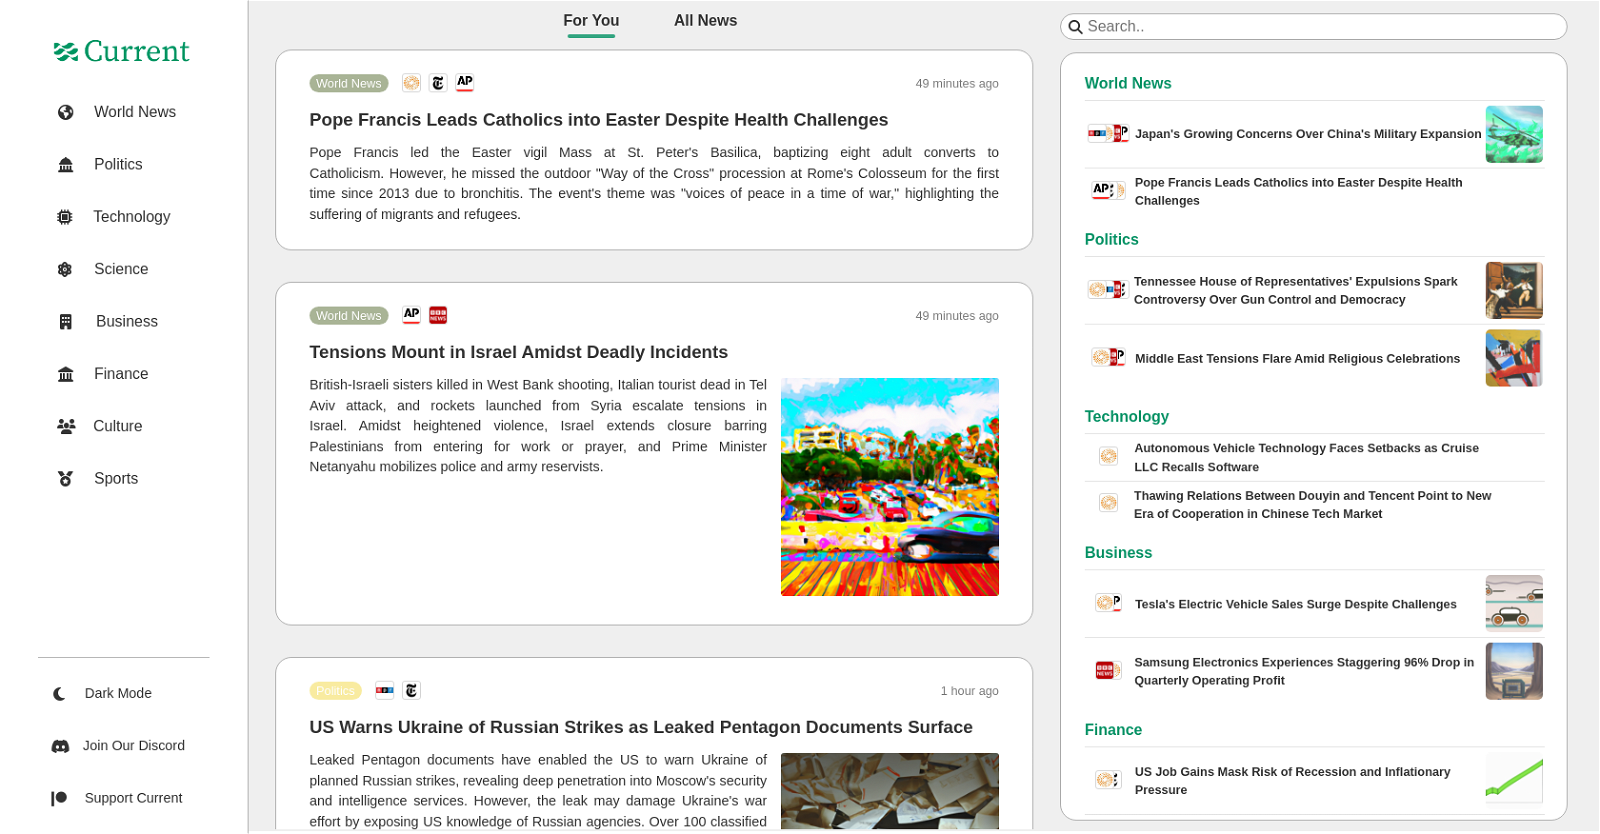 Current
World News
Politics
Technology
Science
Business
Finance
Culture
Sports
Dark Mode
Join Our Discord
Support Current
For You
All News
World News
AP
49 minutes ago
Pope Francis Leads Catholics into Easter Despite Health Challenges
Pope Francis led the Easter vigil Mass at St. Peter's Basilica, baptizing eight adult converts to
Catholicism. However, he missed the outdoor "Way of the Cross" procession at Rome's Colosseum for the first
time since 2013 due to bronchitis. The event's theme was "voices of peace in a time of war," highlighting the
suffering of migrants and refugees.
World News
AP
BBC
NEWS
49 minutes ago
Tensions Mount in Israel Amidst Deadly Incidents
British-Israeli sisters killed in West Bank shooting, Italian tourist dead in Tel
Aviv attack, and rockets launched from Syria escalate tensions in
Israel. Amidst heightened violence, Israel extends closure barring
Palestinians from entering for work or prayer, and Prime Minister
Netanyahu mobilizes police and army reservists.
Politics
npr
1 hour ago
US Warns Ukraine of Russian Strikes as Leaked Pentagon Documents Surface
Leaked Pentagon documents have enabled the US to warn Ukraine of
planned Russian strikes, revealing deep penetration into Moscow's security
and intelligence services. However, the leak may damage Ukraine's war
effort by exposing US knowledge of Russian agencies. Over 100 classified
Search..
World News
Japan's Growing Concerns Over China's Military Expansion
AP
Pope Francis Leads Catholics into Easter Despite Health
Challenges
Politics
Tennessee House of Representatives' Expulsions Spark
Controversy Over Gun Control and Democracy
Middle East Tensions Flare Amid Religious Celebrations
Technology
Autonomous Vehicle Technology Faces Setbacks as Cruise
LLC Recalls Software
Thawing Relations Between Douyin and Tencent Point to New
Era of Cooperation in Chinese Tech Market
Business
Tesla's Electric Vehicle Sales Surge Despite Challenges
BBC
NEWS
Samsung Electronics Experiences Staggering 96% Drop in
Quarterly Operating Profit
Finance
US Job Gains Mask Risk of Recession and Inflationary
Pressure